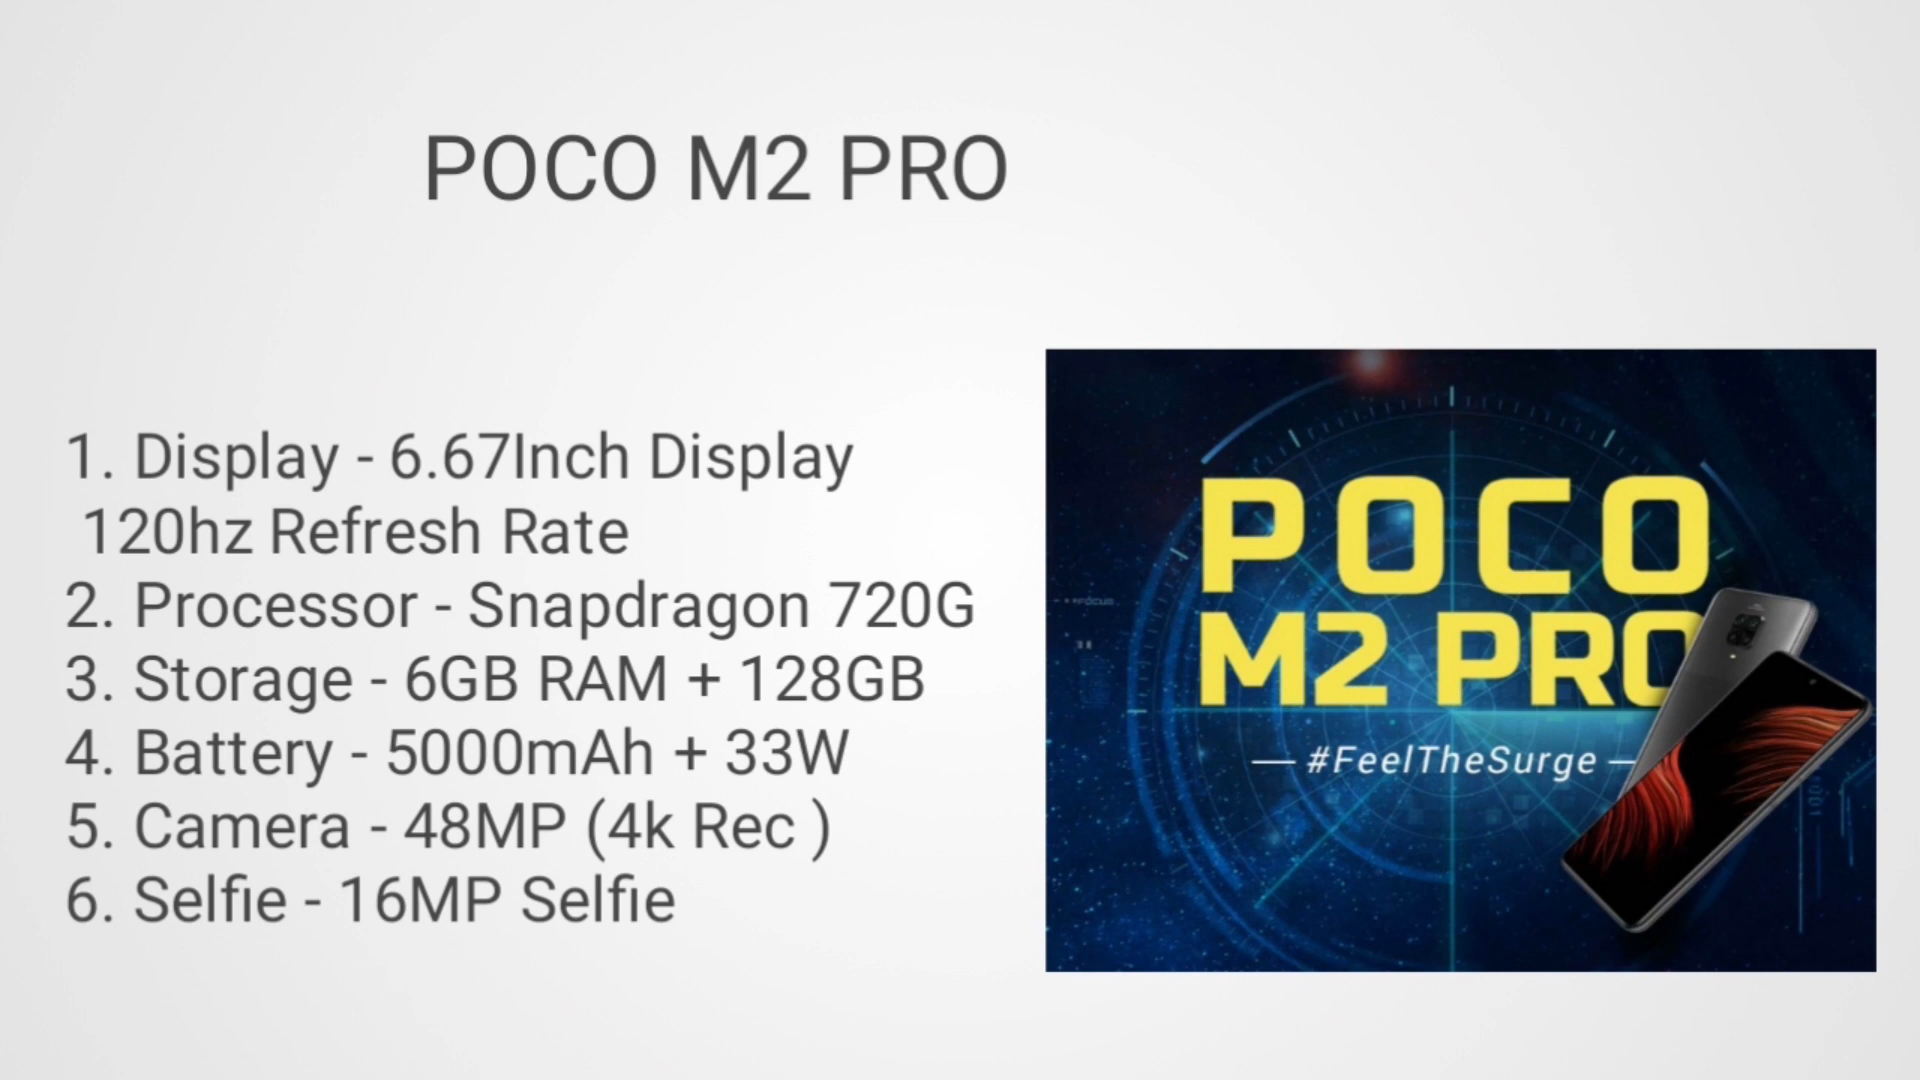 POCO M2 PRO
1. Display - 6.67Inch Display
120hz Refresh Rate
2. Processor - Snapdragon 720G
3. Storage - 6GB RAM + 128GB
4. Battery - 5000mAh + 33W
5. Camera - 48MP (4k Rec )
6. Selfie - 16MP Selfie
POCO
M2 PRO
#FeelTheSurge